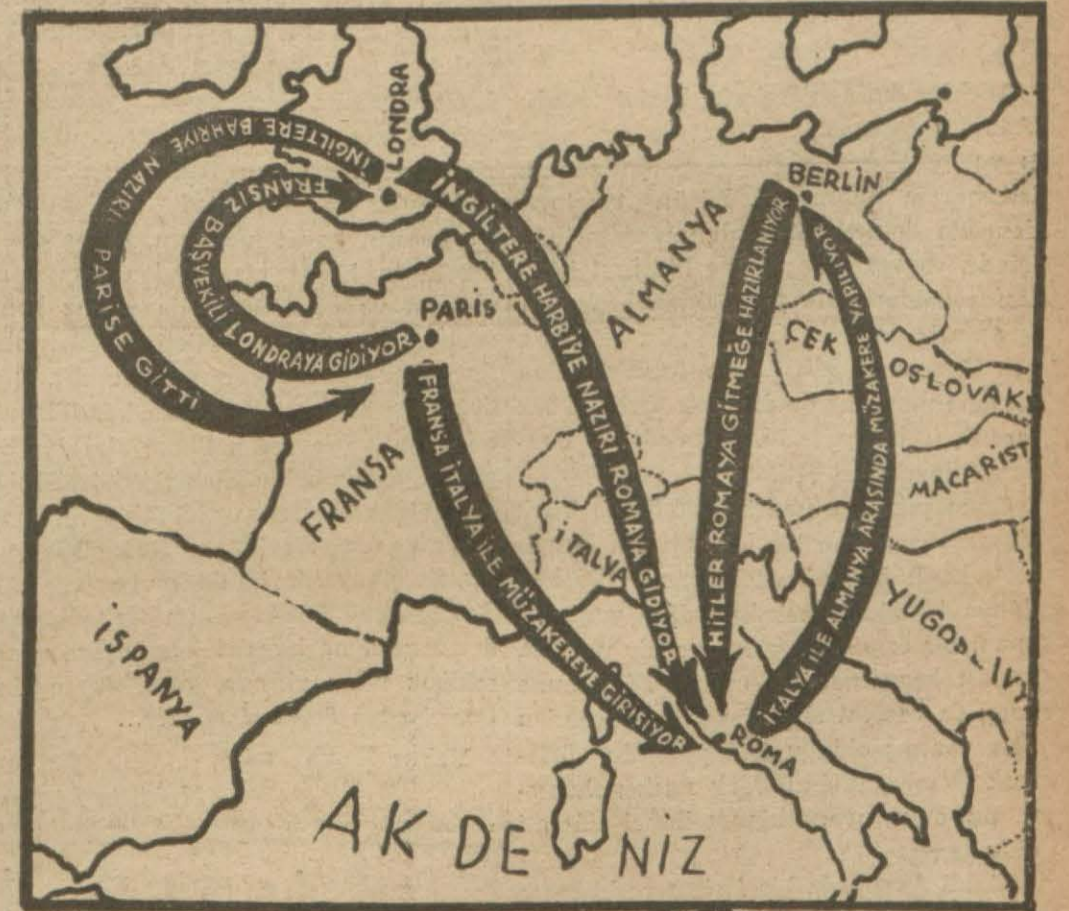 LONDRA
İNGİLTERE BAHRİYE NAZIRI PARİSE GİTTİ
FRANSIZ BAŞVEKİLİ LONDRAYA GİDİYOR
İNGİLTERE HARBİYE NAZIRI ROMAYA GİDİYOR
BERLİN
ALMANYA
HİTLER ROMAYA GİTMEĞE HAZIRLANIYOR
İTALYA İLE ALMANYA ARASINDA MÜZAKERE YAPILIYOR
PARİS
ÇEK
OSLOVAK
FRANSA İTALYA İLE MÜZAKEREYE GİRİSİYOR
FRANSA
MACARİST
İTALYA
YUGOSLAVY
İSPANYA
ROMA
AKDENİZ